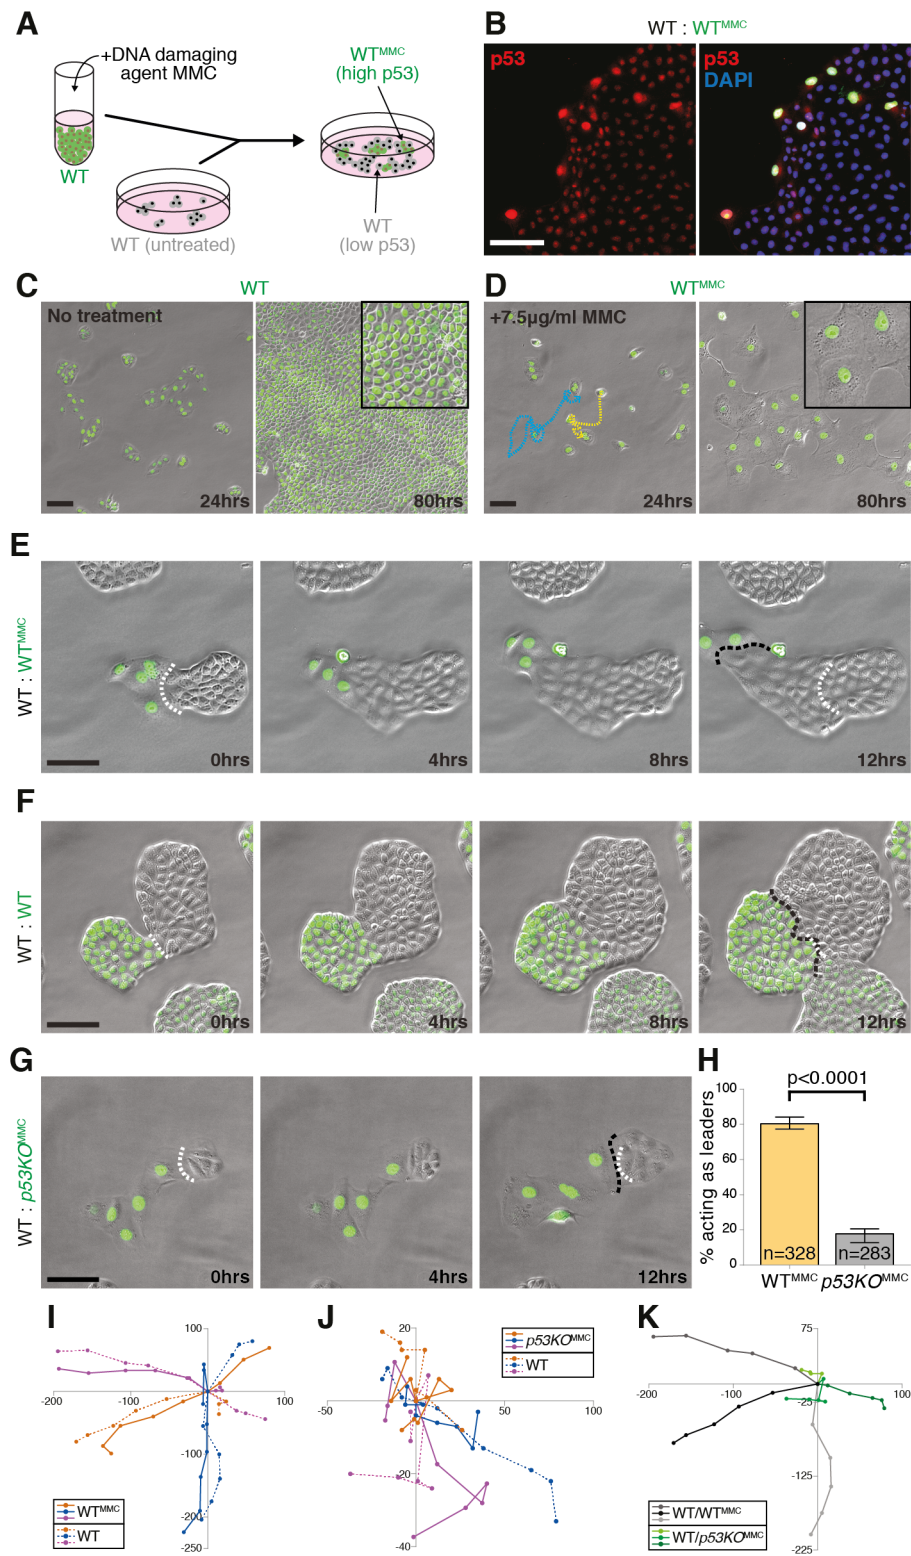 A
+DNA damaging
agent MMC
WT
WT (untreated)
WTMMC
(high p53)
WT
(low p53)
B
WT : WTMMC
p53
p53
DAPI
C
WT
No treatment
24hrs
80hrs
D
WTMMC
+7.5µg/ml MMC
24hrs
80hrs
E
WT : WTMMC
0hrs
4hrs
8hrs
12hrs
F
WT : WT
0hrs
4hrs
8hrs
12hrs
G
WT : p53KOMMC
0hrs
4hrs
12hrs
H
p<0.0001
% acting as leaders
100
80
60
40
20
0
n=328
n=283
WTMMC
p53KOMMC
I
100
-200
-100
100
-100
-200
-250
WTMMC
WT
J
20
-50
50
100
-20
-40
p53KOMMC
WT
K
75
-200
-100
100
-25
-125
-225
WT/WTMMC
WT/p53KOMMC